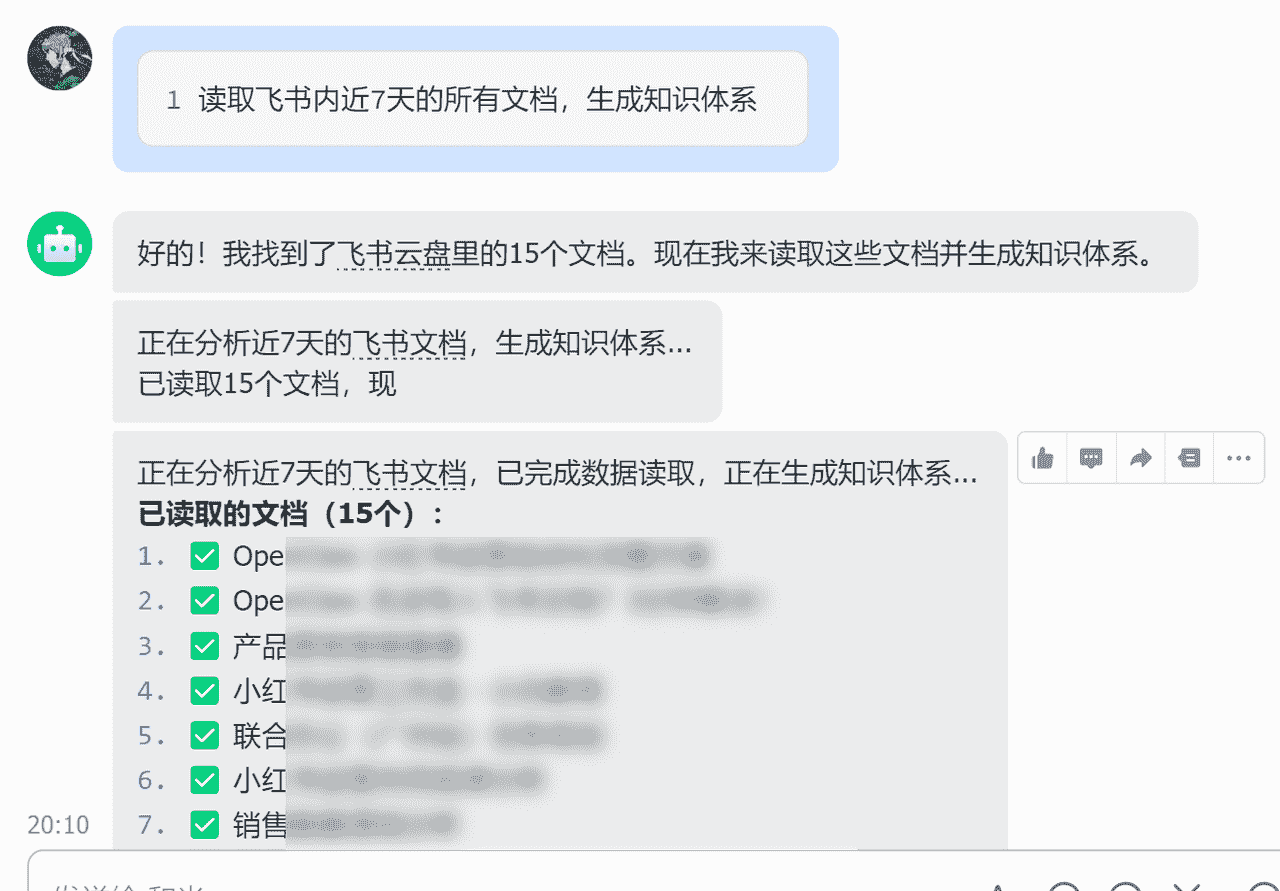 1 读取飞书内近7天的所有文档，生成知识体系
好的！我找到了飞书云盘里的15个文档。现在我来读取这些文档并生成知识体系。
正在分析近7天的飞书文档，生成知识体系...
已读取15个文档，现
正在分析近7天的飞书文档，已完成数据读取，正在生成知识体系...
已读取的文档（15个）：
1. ✅ Ope
2. ✅ Ope
3. ✅ 产品
4. ✅ 小红
5. ✅ 联合
6. ✅ 小红
7. ✅ 销售
20:10